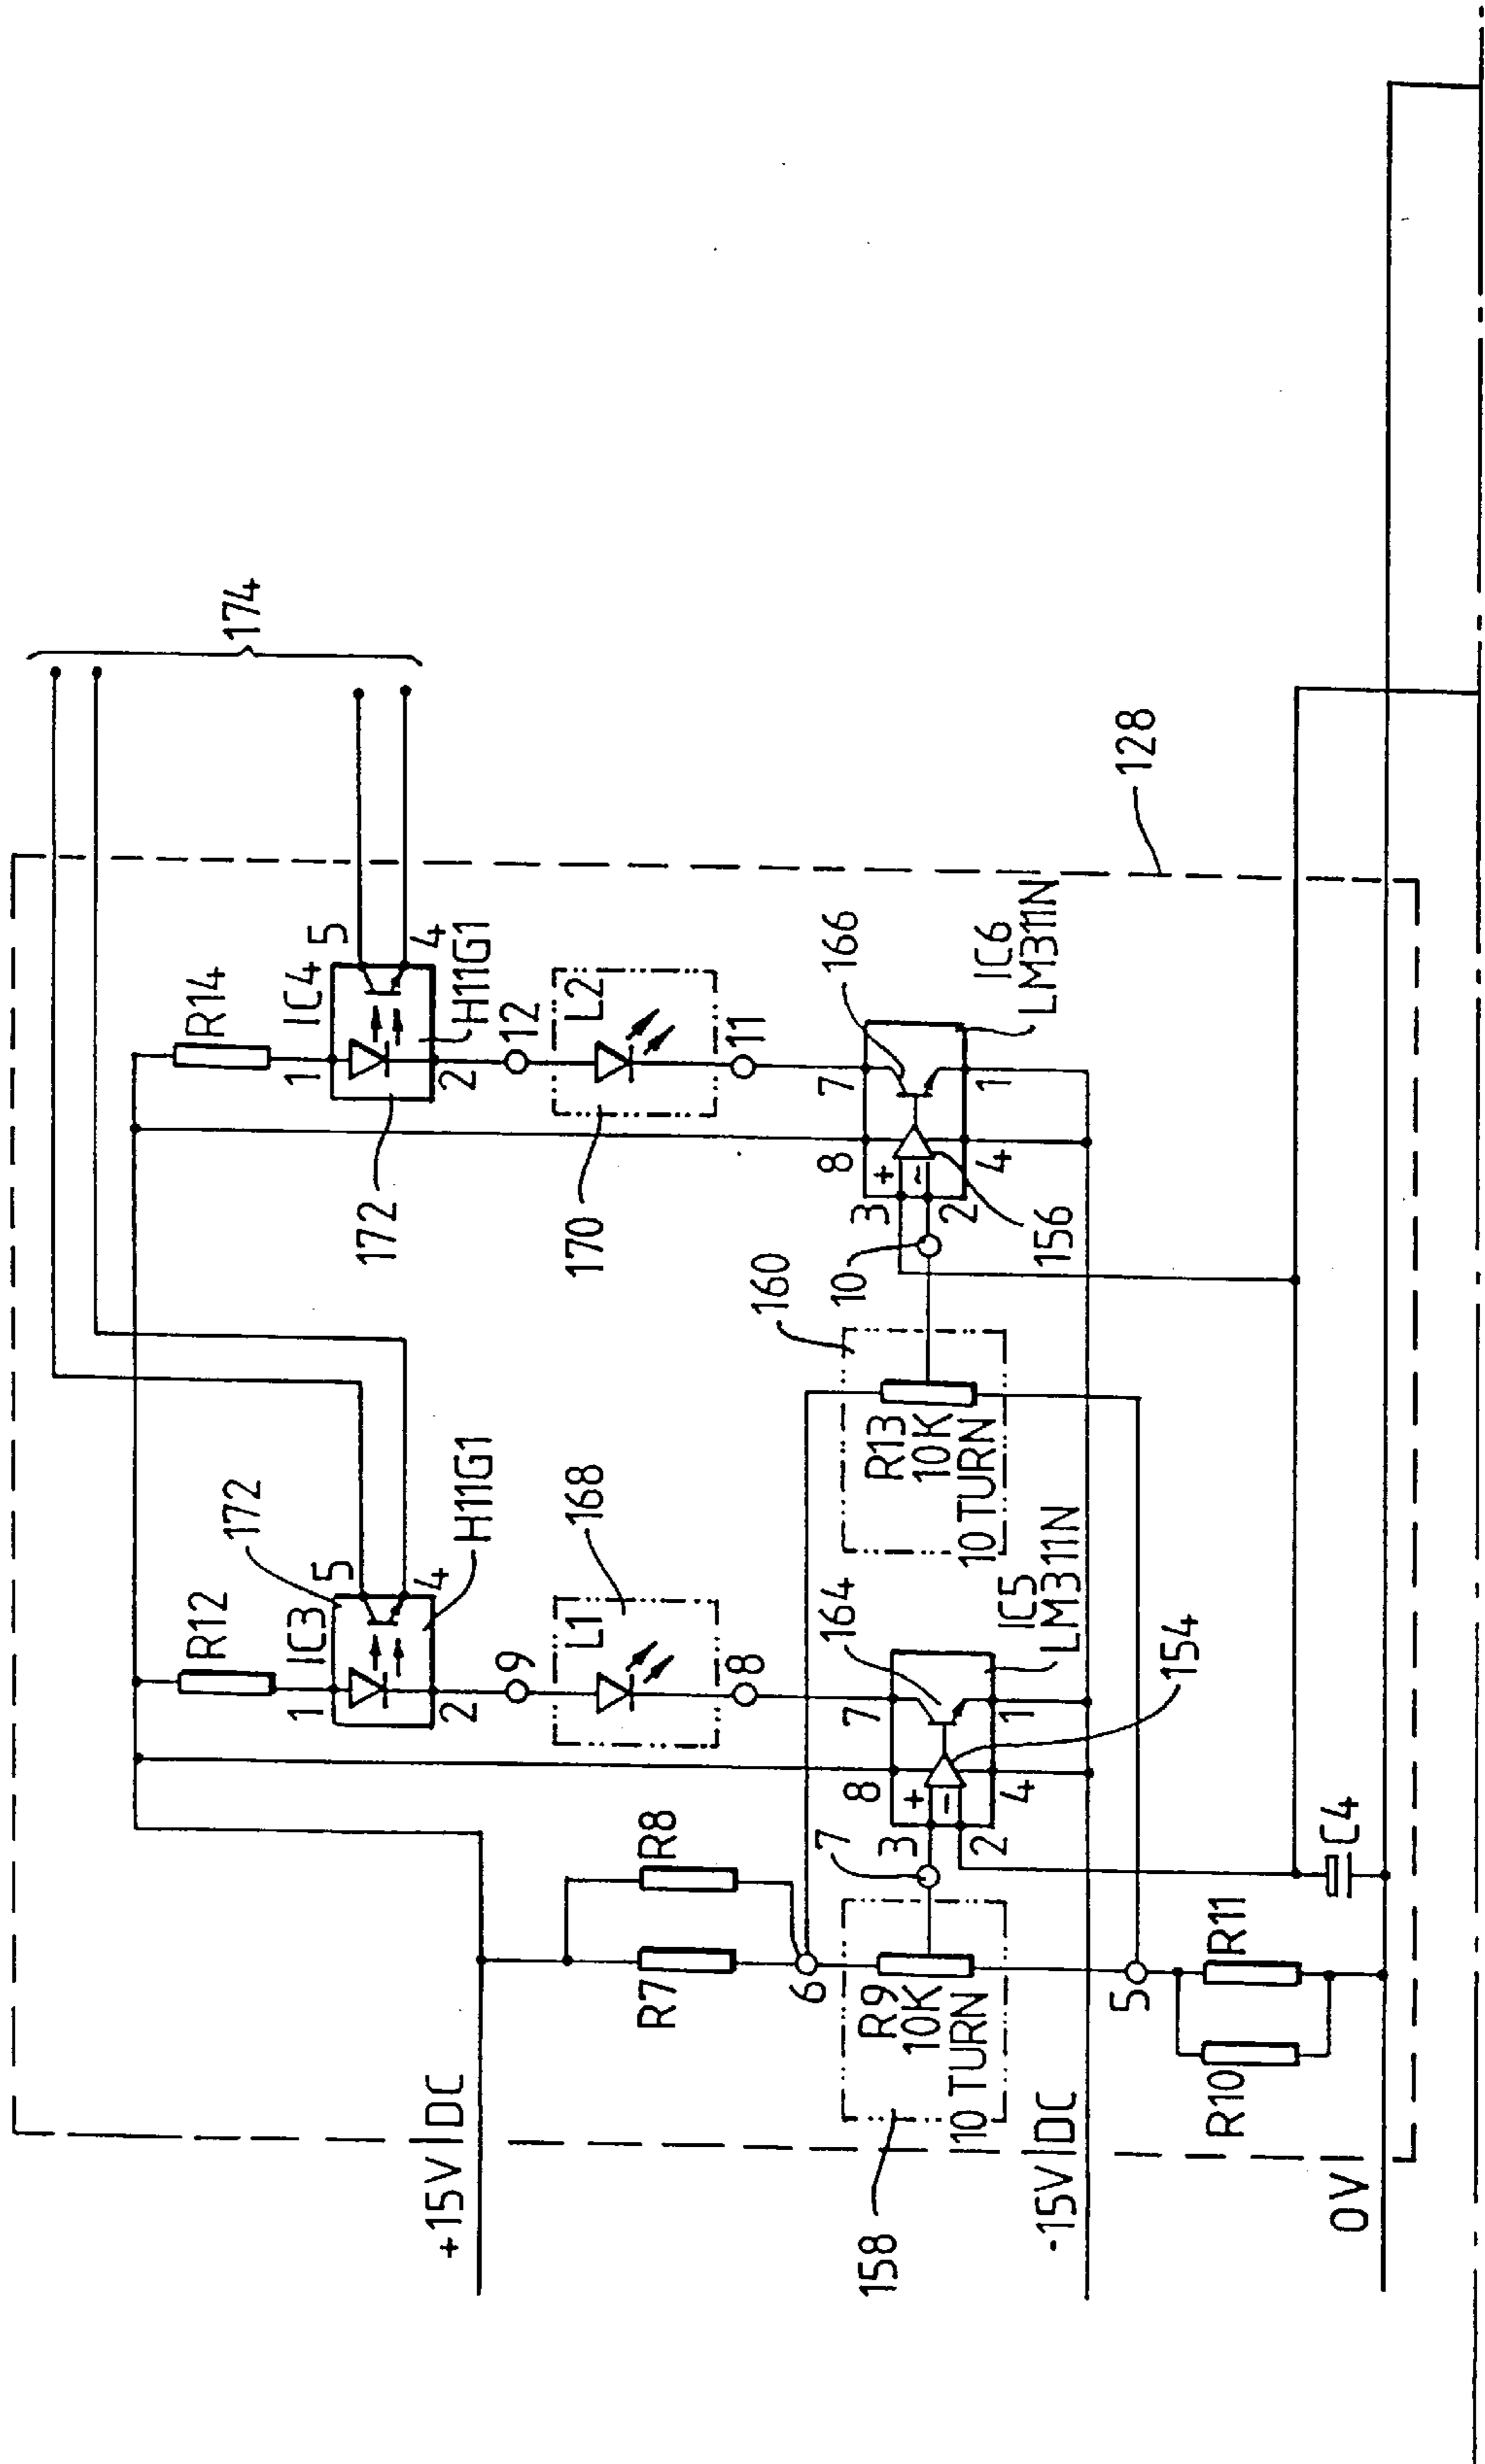 174
R12
R14
172
IC3
1
5
4
2
H11G1
IC4
1
5
4
2
H11G1
172
9
12
168
L1
170
L2
8
11
+15V DC
R7
R8
6
160
164
166
7
8
3
+
−
2
7
1
4
IC5
LM311N
154
10
8
3
+
~
2
7
1
4
IC6
LM311N
156
128
R9
10K
10 TURN
R13
10K
10 TURN
158
-15V DC
5
R10
R11
C4
0V